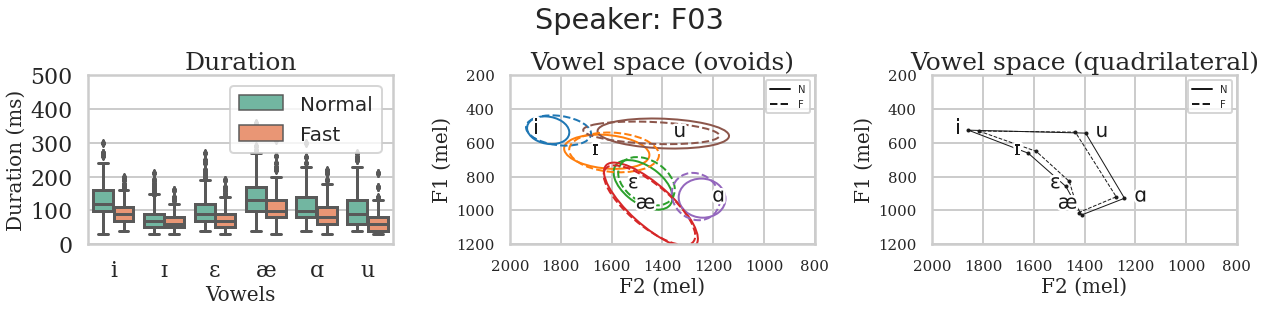 Speaker: F03
Duration
Duration (ms)
500
400
300
200
100
0
Normal
Fast
i ɪ ɛ æ ɑ u
Vowels
Vowel space (ovoids)
F1 (mel)
200
400
600
800
1000
1200
N
F
i
u
ɪ
ɛ
ɑ
æ
2000 1800 1600 1400 1200 1000 800
F2 (mel)
Vowel space (quadrilateral)
F1 (mel)
200
400
600
800
1000
1200
N
F
i
u
ɪ
ɛ
ɑ
æ
2000 1800 1600 1400 1200 1000 800
F2 (mel)